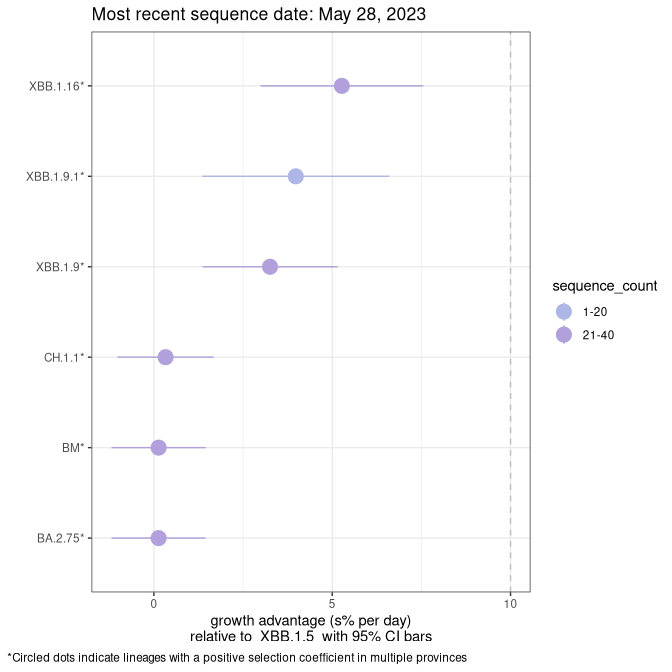 Most recent sequence date: May 28, 2023
XBB.1.16*
XBB.1.9.1*
XBB.1.9*
CH.1.1*
BM*
BA.2.75*
0 5 10
growth advantage (s% per day)
relative to XBB.1.5 with 95% CI bars
sequence_count
1-20
21-40
*Circled dots indicate lineages with a positive selection coefficient in multiple provinces